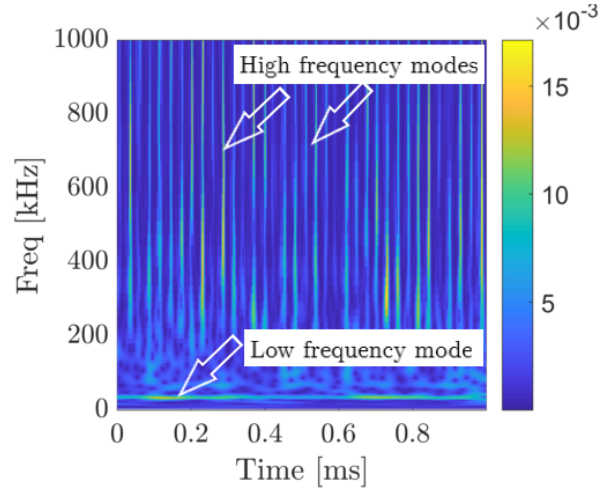 ×10⁻³
1000
High frequency modes
15
800
600
10
Freq [kHz]
400
5
200
Low frequency mode
0
0 0.2 0.4 0.6 0.8
Time [ms]